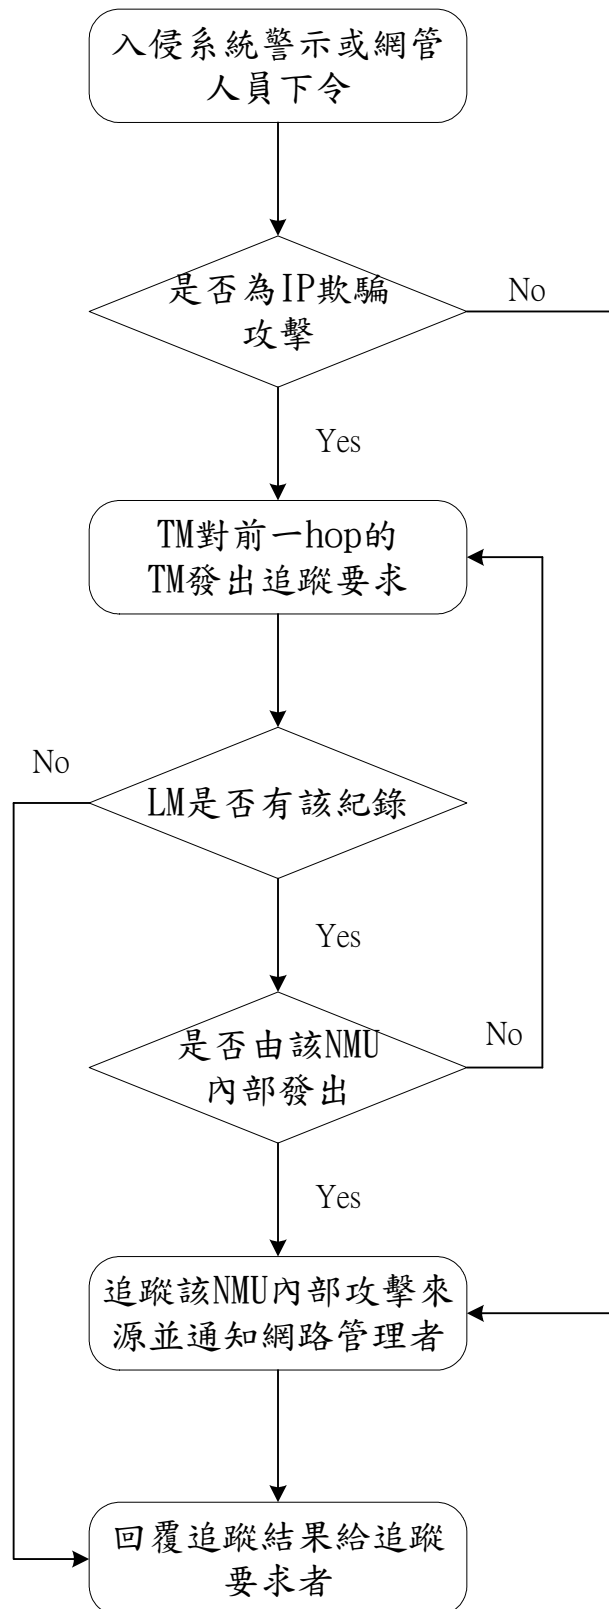 入侵系統警示或網管
人員下令
是否為IP欺騙
攻擊
No
Yes
TM對前一hop的
TM發出追蹤要求
No
LM是否有該紀錄
Yes
是否由該NMU
內部發出
No
Yes
追蹤該NMU內部攻擊來
源並通知網路管理者
回覆追蹤結果給追蹤
要求者